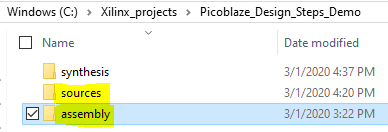 Windows (C:) > Xilinx_projects > Picoblaze_Design_Steps_Demo
Name Date modified
synthesis 3/1/2020 4:37 PM
sources 3/1/2020 4:20 PM
assembly 3/1/2020 3:22 PM